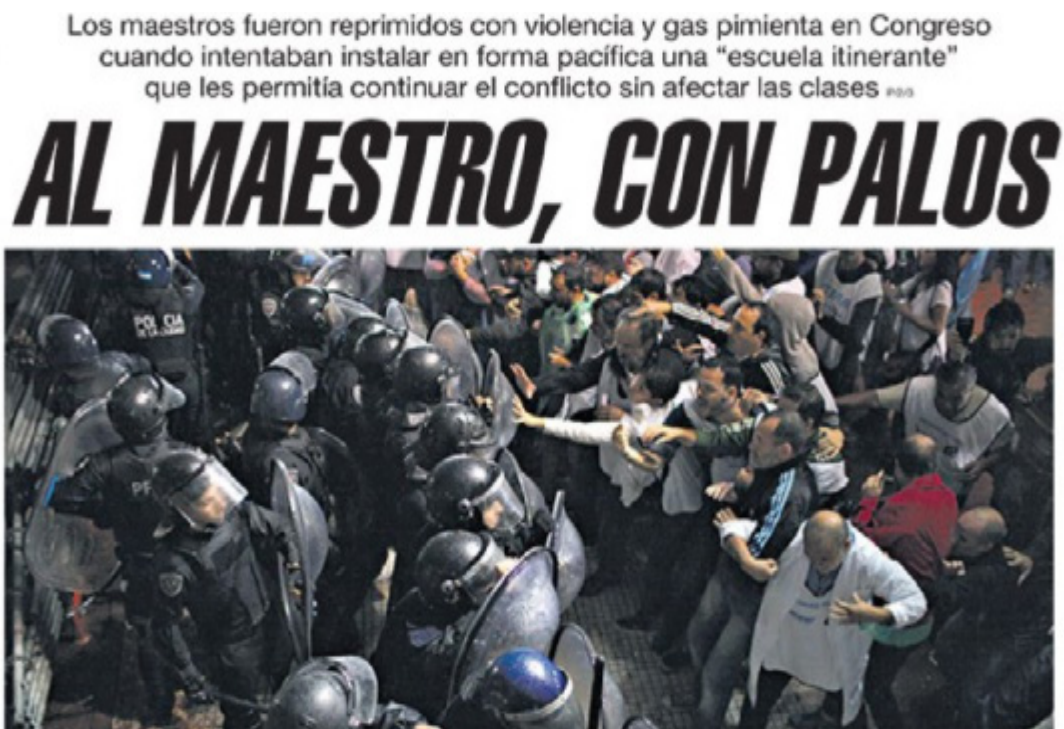 Los maestros fueron reprimidos con violencia y gas pimienta en Congreso
cuando intentaban instalar en forma pacífica una “escuela itinerante”
que les permitía continuar el conflicto sin afectar las clases
AL MAESTRO, CON PALOS
POLICIA